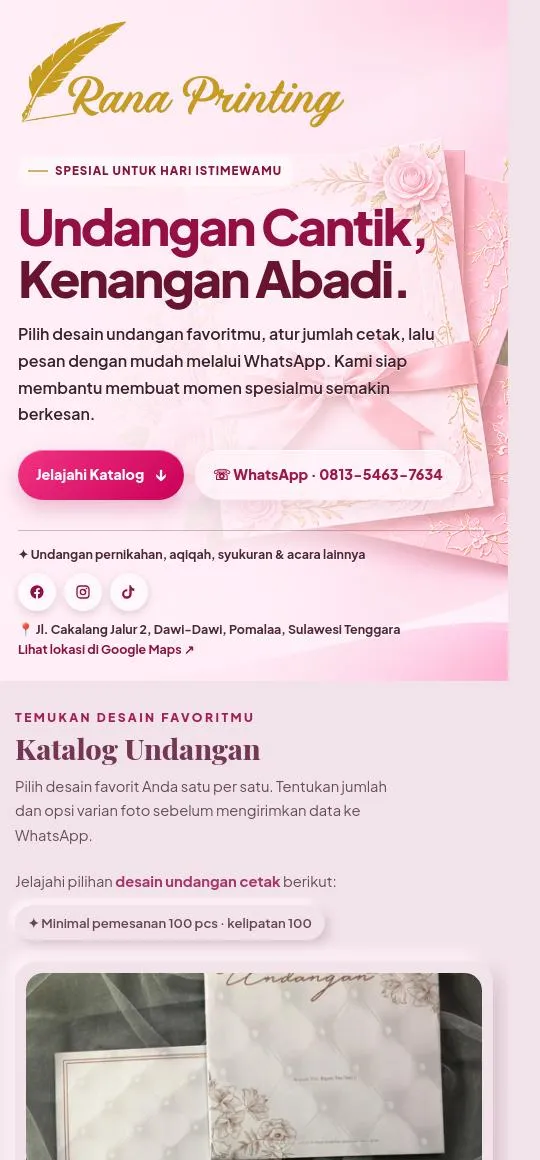 Rana Printing
SPESIAL UNTUK HARI ISTIMEWAMU
Undangan Cantik,
Kenangan Abadi.
Pilih desain undangan favoritmu, atur jumlah cetak, lalu
pesan dengan mudah melalui WhatsApp. Kami siap
membantu membuat momen spesialmu semakin
berkesan.
Jelajahi Katalog ↓
☏ WhatsApp · 0813-5463-7634
✦ Undangan pernikahan, aqiqah, syukuran & acara lainnya
📍 Jl. Cakalang Jalur 2, Dawi-Dawi, Pomalaa, Sulawesi Tenggara
Lihat lokasi di Google Maps ↗
TEMUKAN DESAIN FAVORITMU
Katalog Undangan
Pilih desain favorit Anda satu per satu. Tentukan jumlah
dan opsi varian foto sebelum mengirimkan data ke
WhatsApp.
Jelajahi pilihan desain undangan cetak berikut:
✦ Minimal pemesanan 100 pcs · kelipatan 100
Undangan